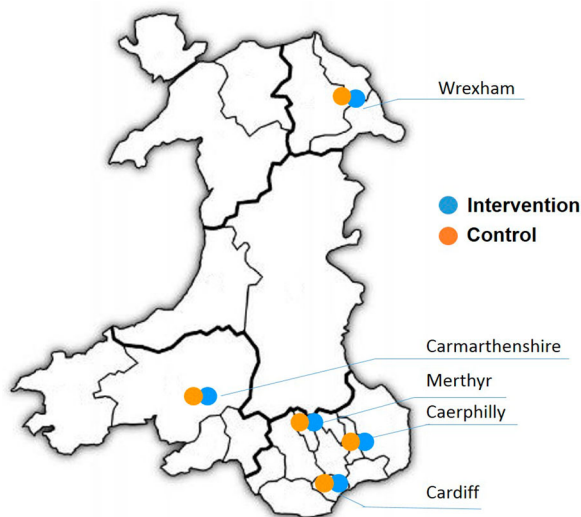 Wrexham
Intervention
Control
Carmarthenshire
Merthyr
Caerphilly
Cardiff